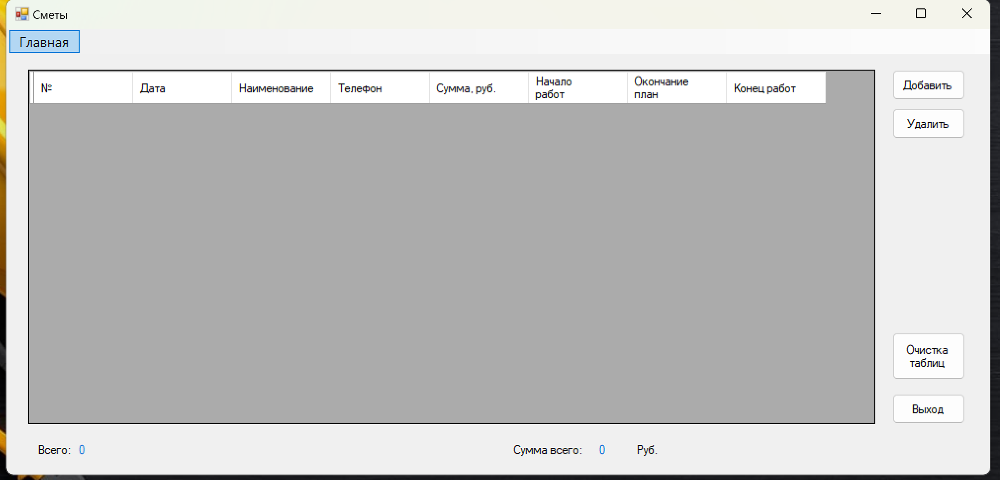 Сметы
Главная
№
Дата
Наименование
Телефон
Сумма, руб.
Начало
работ
Окончание
план
Конец работ
Добавить
Удалить
Очистка
таблиц
Выход
Всего: 0
Сумма всего: 0 Руб.